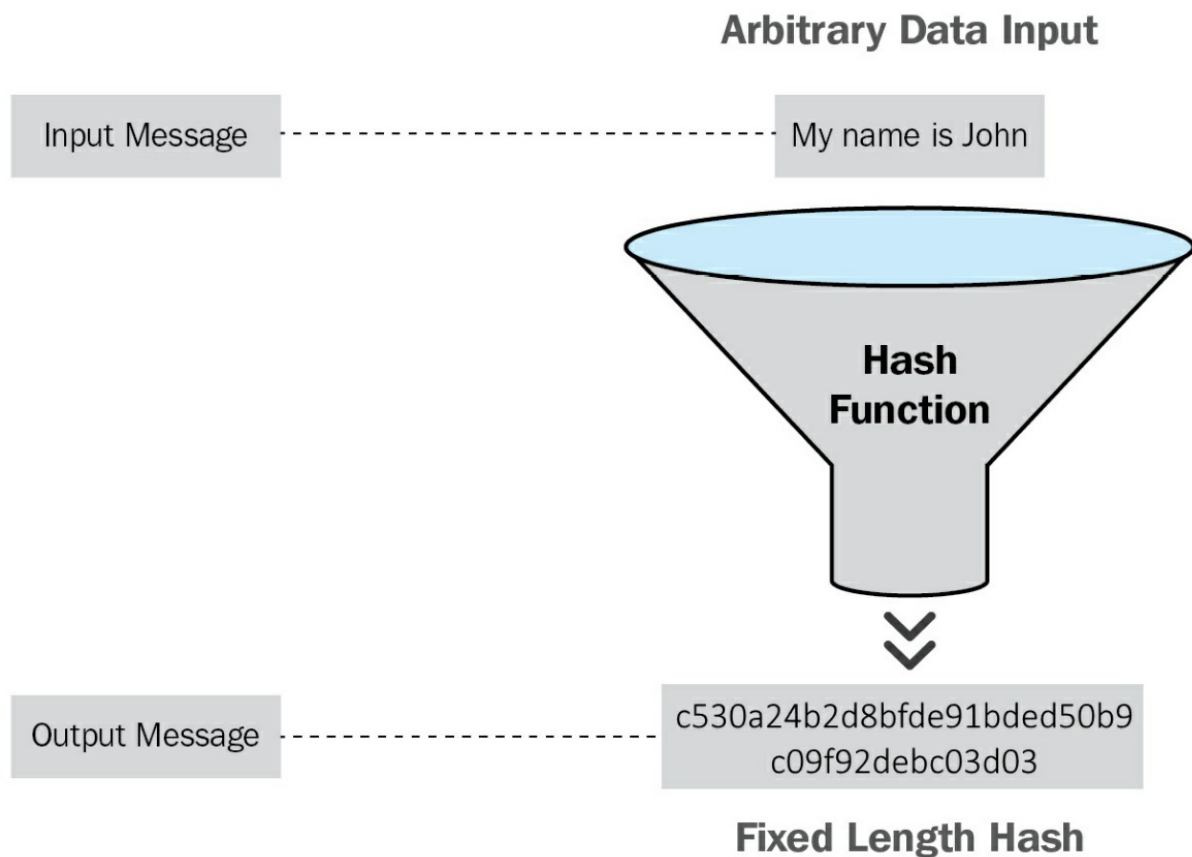 Arbitrary Data Input
Input Message
My name is John
Hash
Function
Output Message
c530a24b2d8bfde91bded50b9
c09f92debc03d03
Fixed Length Hash